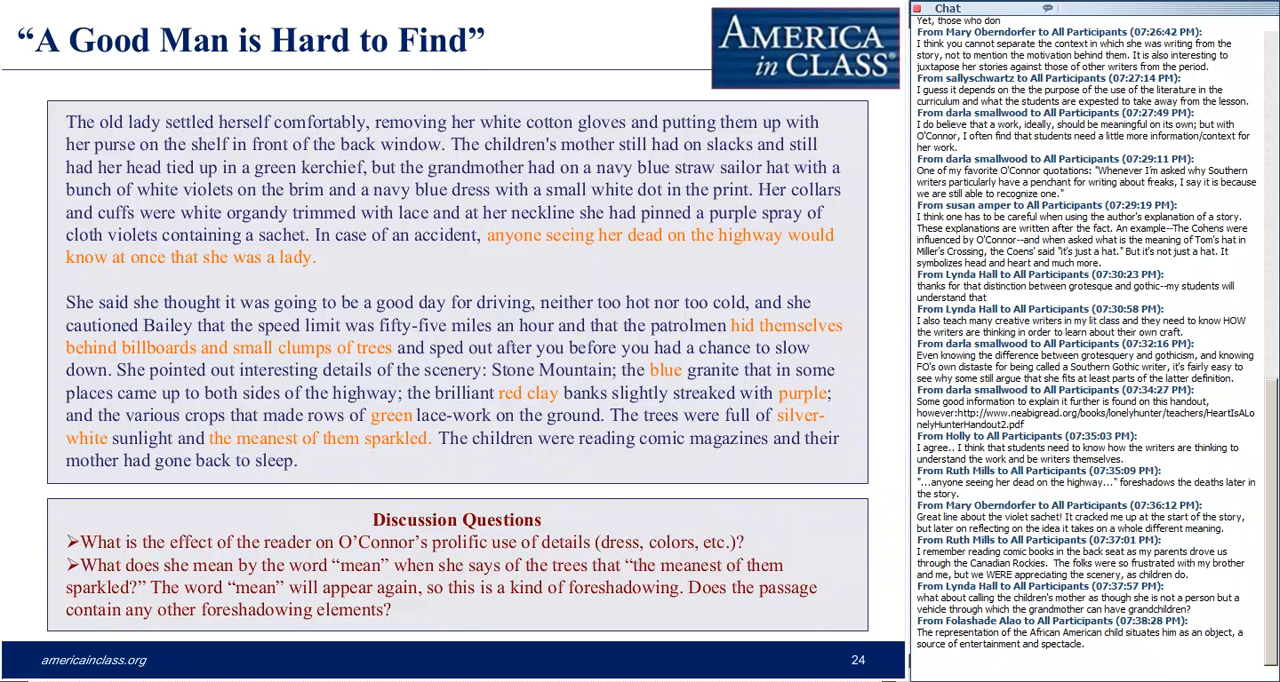 “A Good Man is Hard to Find”
AMERICA
in CLASS®
The old lady settled herself comfortably, removing her white cotton gloves and putting them up with
her purse on the shelf in front of the back window. The children's mother still had on slacks and still
had her head tied up in a green kerchief, but the grandmother had on a navy blue straw sailor hat with a
bunch of white violets on the brim and a navy blue dress with a small white dot in the print. Her collars
and cuffs were white organdy trimmed with lace and at her neckline she had pinned a purple spray of
cloth violets containing a sachet. In case of an accident, anyone seeing her dead on the highway would
know at once that she was a lady.
She said she thought it was going to be a good day for driving, neither too hot nor too cold, and she
cautioned Bailey that the speed limit was fifty-five miles an hour and that the patrolmen hid themselves
behind billboards and small clumps of trees and sped out after you before you had a chance to slow
down. She pointed out interesting details of the scenery: Stone Mountain; the blue granite that in some
places came up to both sides of the highway; the brilliant red clay banks slightly streaked with purple;
and the various crops that made rows of green lace-work on the ground. The trees were full of silver-
white sunlight and the meanest of them sparkled. The children were reading comic magazines and their
mother had gone back to sleep.
Discussion Questions
➢What is the effect of the reader on O’Connor’s prolific use of details (dress, colors, etc.)?
➢What does she mean by the word “mean” when she says of the trees that “the meanest of them
sparkled?” The word “mean” will appear again, so this is a kind of foreshadowing. Does the passage
contain any other foreshadowing elements?
americainclass.org
24
Chat
Yet, those who don
From Mary Oberndorfer to All Participants (07:26:42 PM):
I think you cannot separate the context in which she was writing from the
story, not to mention the motivation behind them. It is also interesting to
juxtapose her stories against those of other writers from the period.
From sallyschwartz to All Participants (07:27:14 PM):
I guess it depends on the the purpose of the use of the literature in the
curriculum and what the students are expested to take away from the lesson.
From darla smallwood to All Participants (07:27:49 PM):
I do believe that a work, ideally, should be meaningful on its own; but with
O'Connor, I often find that students need a little more information/context for
her work.
From darla smallwood to All Participants (07:29:11 PM):
One of my favorite O'Connor quotations: "Whenever I'm asked why Southern
writers particularly have a penchant for writing about freaks, I say it is because
we are still able to recognize one."
From susan amper to All Participants (07:29:19 PM):
I think one has to be careful when using the author's explanation of a story.
These explanations are written after the fact. An example--The Cohens were
influenced by O'Connor--and when asked what is the meaning of Tom's hat in
Miller's Crossing, the Coens' said "it's just a hat." But it's not just a hat. It
symbolizes head and heart and much more.
From Lynda Hall to All Participants (07:30:23 PM):
thanks for that distinction between grotesque and gothic--my students will
understand that
From Lynda Hall to All Participants (07:30:58 PM):
I also teach many creative writers in my lit class and they need to know HOW
the writers are thinking in order to learn about their own craft.
From darla smallwood to All Participants (07:32:16 PM):
Even knowing the difference between grotesquery and gothicism, and knowing
FO's own distaste for being called a Southern Gothic writer, it's fairly easy to
see why some still argue that she fits at least parts of the latter definition.
From darla smallwood to All Participants (07:34:27 PM):
Some good information to explain it further is found on this handout,
however:http://www.neabigread.org/books/lonelyhunter/teachers/HeartIsALo
nelyHunterHandout2.pdf
From Holly to All Participants (07:35:03 PM):
I agree.. I think that students need to know how the writers are thinking to
understand the work and be writers themselves.
From Ruth Mills to All Participants (07:35:09 PM):
"...anyone seeing her dead on the highway..." foreshadows the deaths later in
the story.
From Mary Oberndorfer to All Participants (07:36:12 PM):
Great line about the violet sachet! It cracked me up at the start of the story,
but later on reflecting on the idea it takes on a whole different meaning.
From Ruth Mills to All Participants (07:37:01 PM):
I remember reading comic books in the back seat as my parents drove us
through the Canadian Rockies. The folks were so frustrated with my brother
and me, but we WERE appreciating the scenery, as children do.
From Lynda Hall to All Participants (07:37:57 PM):
what about calling the children's mother as though she is not a person but a
vehicle through which the grandmother can have grandchildren?
From Folashade Alao to All Participants (07:38:28 PM):
The representation of the African American child situates him as an object, a
source of entertainment and spectacle.